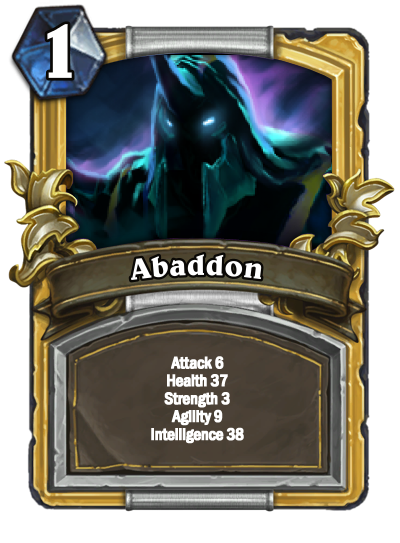 1
Abaddon
Attack 6
Health 37
Strength 3
Agility 9
Intelligence 38